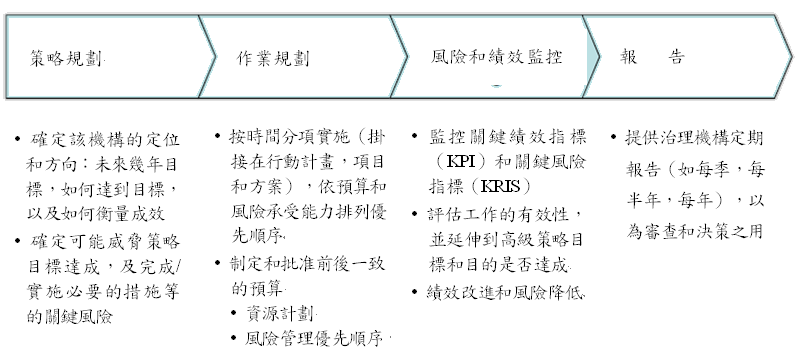 策略規劃
作業規劃
風險和績效監控
報 告
• 確定該機構的定位
和方向：未來幾年目
標，如何達到目標，
以及如何衡量成效
• 確定可能威脅策略
目標達成，及完成/
實施必要的措施等
的關鍵風險
• 按時間分項實施（掛
接在行動計畫，項目
和方案），依預算和
風險承受能力排列優
先順序.
• 制定和批准前後一致
的預算.
• 資源計劃.
• 風險管理優先順序.
• 監控關鍵績效指標
（KPI）和關鍵風險
指標（KRIS）
• 評估工作的有效性，
並延伸到高級策略目
標和目的是否達成.
• 績效改進和風險降低.
• 提供治理機構定期
報告（如每季，每
半年，每年），以
為審查和決策之用